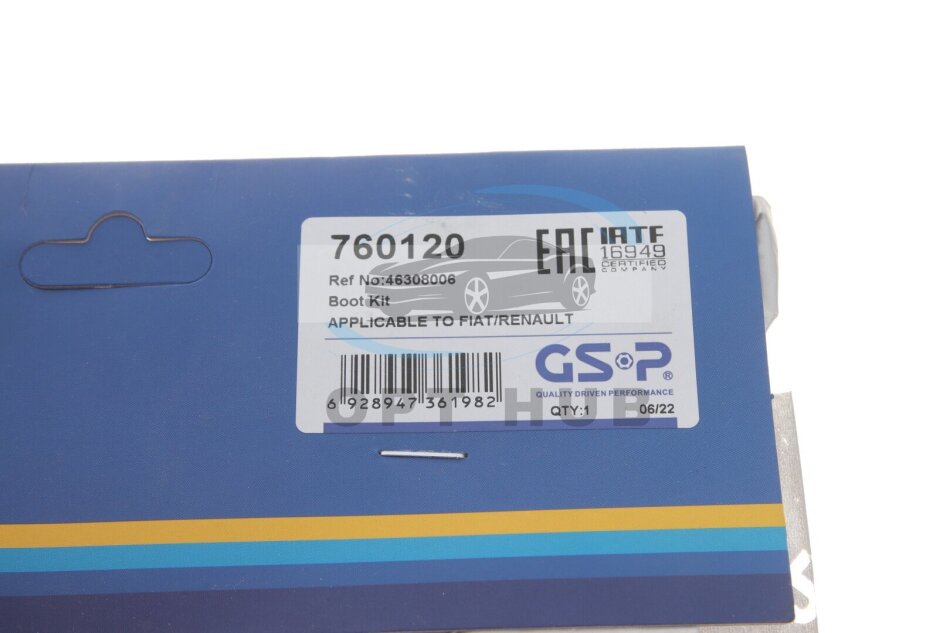 760120
EAC IATF
16949
CERTIFIED
COMPANY
Ref No:46308006
Boot Kit
APPLICABLE TO FIAT/RENAULT
GSP®
QUALITY DRIVEN PERFORMANCE
6 928947 361982
QTY:1 06/22
OPT HUB
S